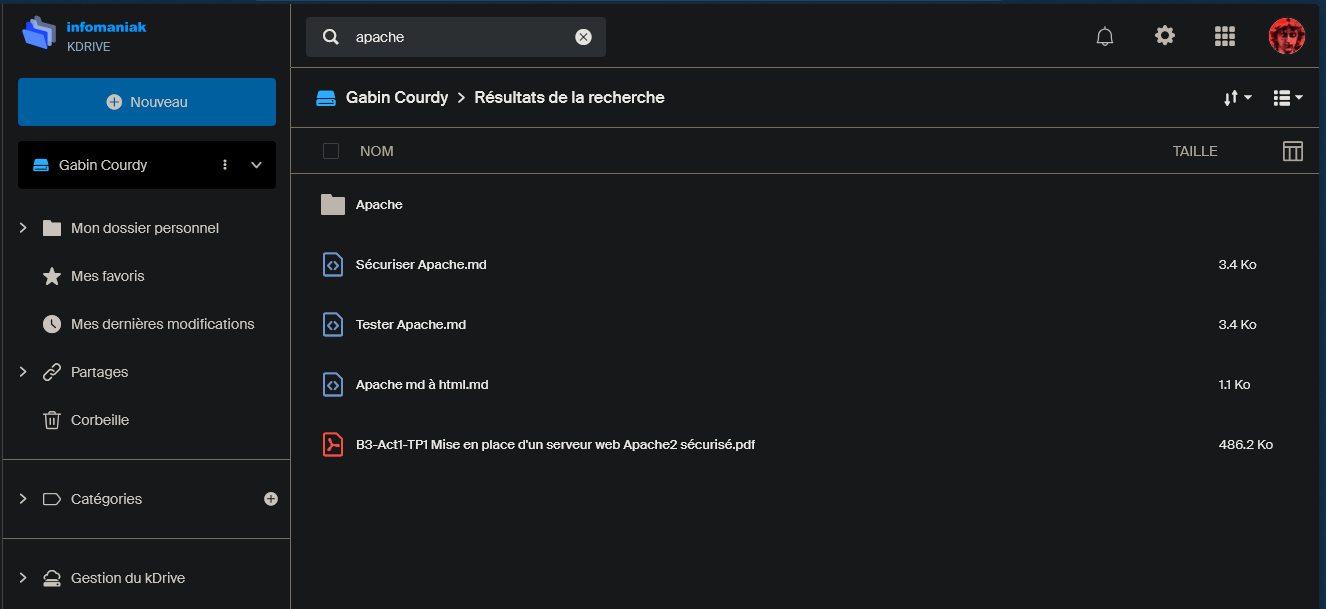 infomaniak
KDRIVE
apache
Nouveau
Gabin Courdy > Résultats de la recherche
Gabin Courdy
NOM TAILLE
Apache
Mon dossier personnel
Sécuriser Apache.md 3.4 Ko
Mes favoris
Tester Apache.md 3.4 Ko
Mes dernières modifications
Apache md à html.md 1.1 Ko
Partages
Corbeille
B3-Act1-TP1 Mise en place d'un serveur web Apache2 sécurisé.pdf 486.2 Ko
Catégories
Gestion du kDrive